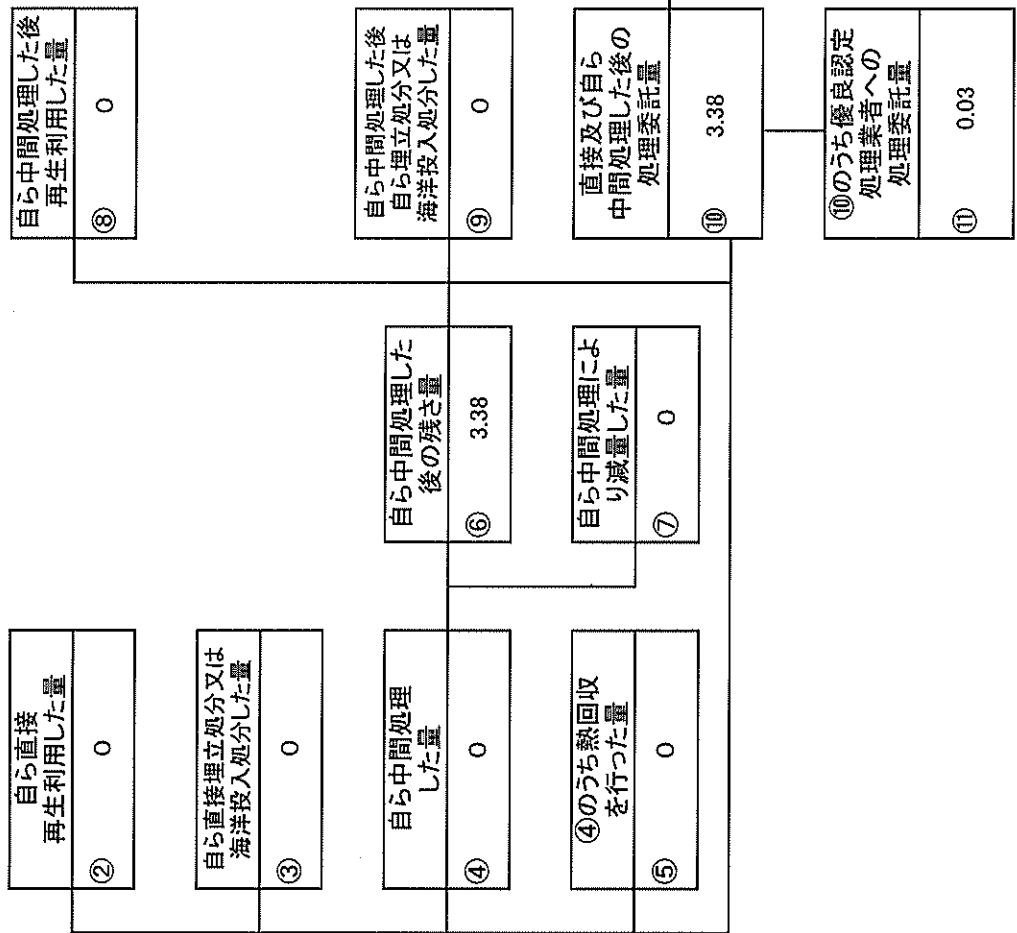 自ら直接
再生利用した量
②
0
自ら直接埋立処分又は
海洋投入処分した量
③
0
自ら中間処理
した量
④
0
④のうち熱回収
を行った量
⑤
0
自ら中間処理した
後の残さ量
⑥
3.38
自ら中間処理によ
り減量した量
⑦
0
自ら中間処理した後
再生利用した量
⑧
0
自ら中間処理した後
自ら埋立処分又は
海洋投入処分した量
⑨
0
直接及び自ら
中間処理した後の
処理委託量
⑩
3.38
⑩のうち優良認定
処理業者への
処理委託量
⑪
0.03